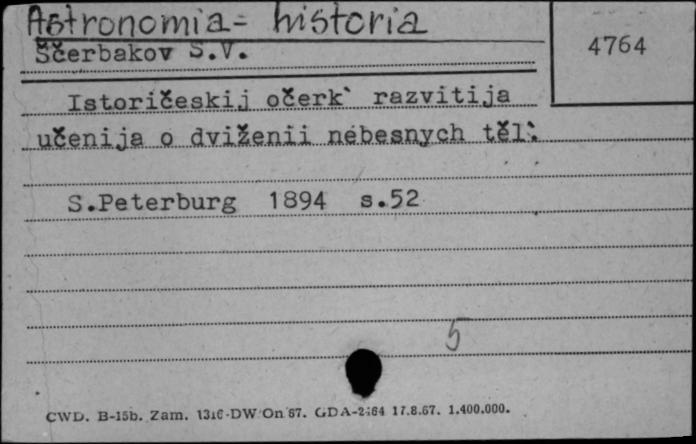 Astronomia - historia
4764
Ščerbakov S.V.
Istoričeskij očerk` razvitija
učenija o dviženii nebesnych těl`.
S.Peterburg 1894 s.52
5
CWD. B-15b. Zam. 1316-DW/On/67. GDA-2464 17.8.67. 1.400.000.